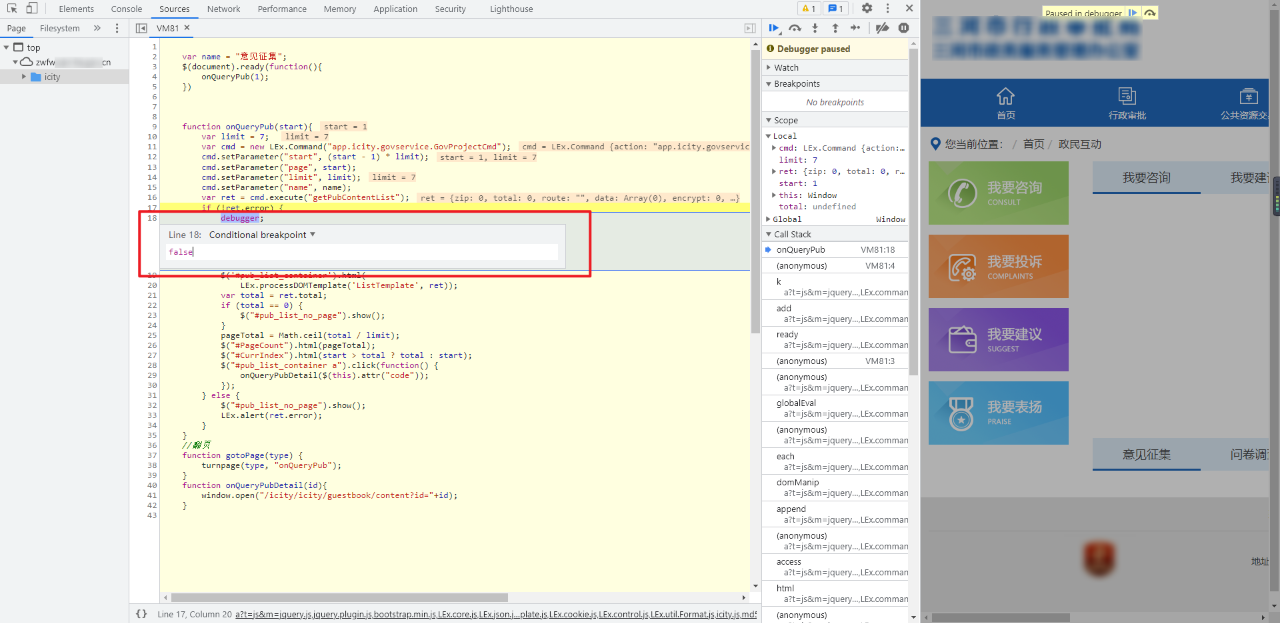 Elements Console Sources Network Performance Memory Application Security Lighthouse 1 1
Page Filesystem
top
zwfw cn
icity
VM81
1
2 var name = "意见征集";
3 $(document).ready(function(){
4 onQueryPub(1);
5 })
6
7
8
9 function onQueryPub(start){ start = 1
10 var limit = 7; limit = 7
11 var cmd = new LEx.Command("app.icity.govservice.GovProjectCmd"); cmd = LEx.Command {action: "app.icity.govservice
12 cmd.setParameter("start", (start - 1) * limit); start = 1, limit = 7
13 cmd.setParameter("page", start);
14 cmd.setParameter("limit", limit); limit = 7
15 cmd.setParameter("name", name);
16 var ret = cmd.execute("getPubContentList"); ret = {zip: 0, total: 0, route: "", data: Array(0), encrypt: 0, …}
17 if (!ret.error) {
18 debugger;
Line 18: Conditional breakpoint
false
19 $('#pub_list_container').html(
20 LEx.processDOMTemplate('ListTemplate', ret));
21 var total = ret.total;
22 if (total == 0) {
23 $("#pub_list_no_page").show();
24 }
25 pageTotal = Math.ceil(total / limit);
26 $("#PageCount").html(pageTotal);
27 $("#CurrIndex").html(start > total ? total : start);
28 $("#pub_list_container a").click(function() {
29 onQueryPubDetail($(this).attr("code"));
30 });
31 } else {
32 $("#pub_list_no_page").show();
33 LEx.alert(ret.error);
34 }
35 }
36 //翻页
37 function gotoPage(type) {
38 turnpage(type, "onQueryPub");
39 }
40 function onQueryPubDetail(id){
41 window.open("/icity/icity/guestbook/content?id="+id);
42 }
43
{} Line 17, Column 20 a?t=js&m=jquery.js,jquery.plugin.js,bootstrap.min.js,LEx.core.js,LEx.json.j…plate.js,LEx.cookie.js,LEx.control.js,LEx.util.Format.js,icity.js,md5
Debugger paused
Watch
Breakpoints
No breakpoints
Scope
Local
cmd: LEx.Command {action:…
limit: 7
ret: {zip: 0, total: 0, r…
start: 1
this: Window
total: undefined
Global Window
Call Stack
onQueryPub VM81:18
(anonymous) VM81:4
k
a?t=js&m=jquery…,LEx.comman
add
a?t=js&m=jquery…,LEx.comman
ready
a?t=js&m=jquery…,LEx.comman
(anonymous) VM81:3
(anonymous)
a?t=js&m=jquery…,LEx.comman
globalEval
a?t=js&m=jquery…,LEx.comman
(anonymous)
a?t=js&m=jquery…,LEx.comman
each
a?t=js&m=jquery…,LEx.comman
domManip
a?t=js&m=jquery…,LEx.comman
append
a?t=js&m=jquery…,LEx.comman
(anonymous)
a?t=js&m=jquery…,LEx.comman
access
a?t=js&m=jquery…,LEx.comman
html
a?t=js&m=jquery…,LEx.comman
(anonymous)
Paused in debugger
首页 行政审批 公共资源交
您当前位置： / 首页 / 政民互动
我要咨询
CONSULT
我要投诉
COMPLAINTS
我要建议
SUGGEST
我要表扬
PRAISE
我要咨询 我要建
意见征集 问卷调
地址